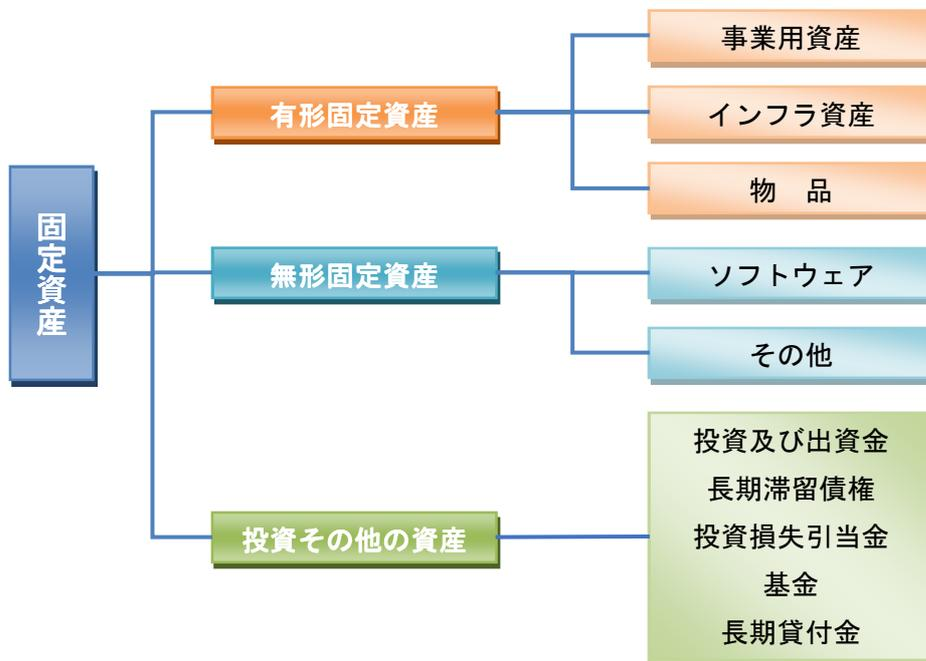 固定資産
有形固定資産
事業用資産
インフラ資産
物　品
無形固定資産
ソフトウェア
その他
投資その他の資産
投資及び出資金
長期滞留債権
投資損失引当金
基金
長期貸付金